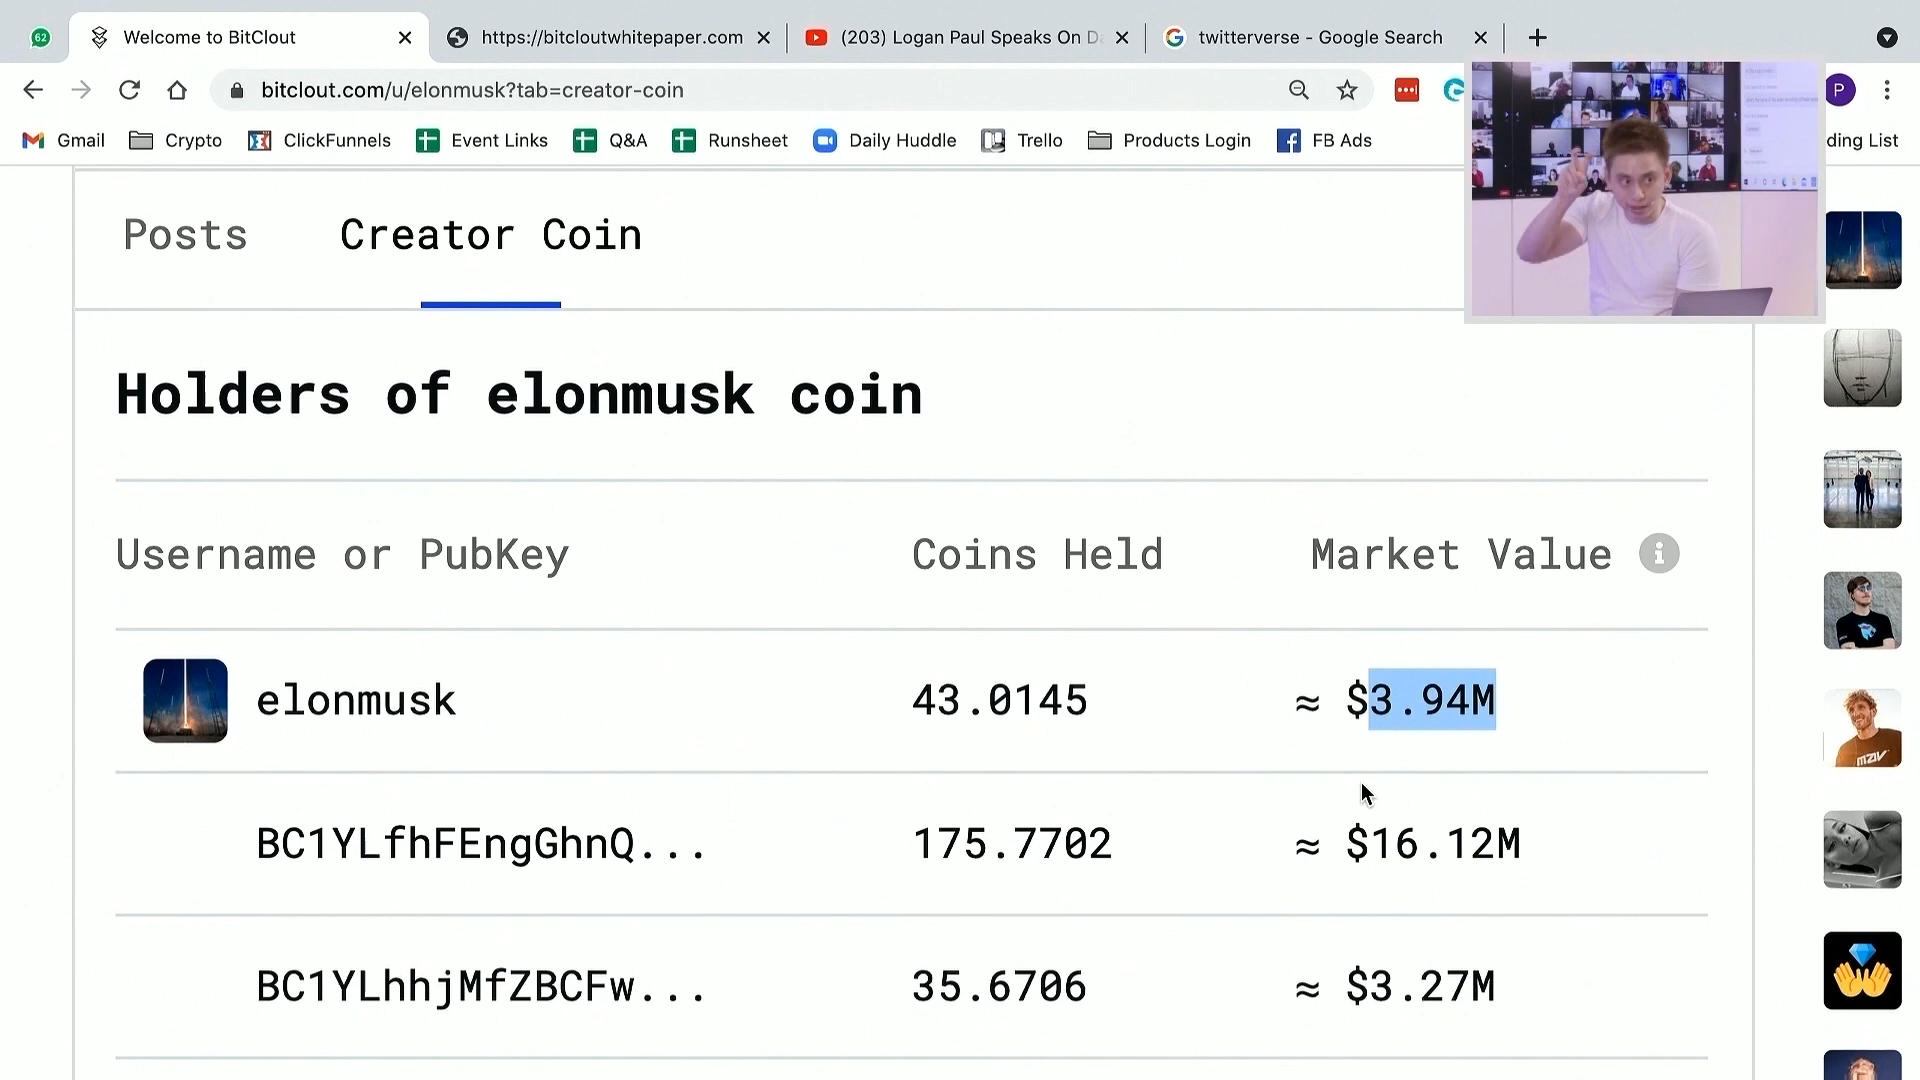 62
Welcome to BitClout
https://bitcloutwhitepaper.com
(203) Logan Paul Speaks On D
twitterverse - Google Search
bitclout.com/u/elonmusk?tab=creator-coin
P
Gmail
Crypto
ClickFunnels
Event Links
Q&A
Runsheet
Daily Huddle
Trello
Products Login
FB Ads
ding List
Posts
Creator Coin
Holders of elonmusk coin
Username or PubKey
Coins Held
Market Value
elonmusk
43.0145
≈ $3.94M
BC1YLfhFEngGhnQ...
175.7702
≈ $16.12M
BC1YLhhjMfZBCFw...
35.6706
≈ $3.27M